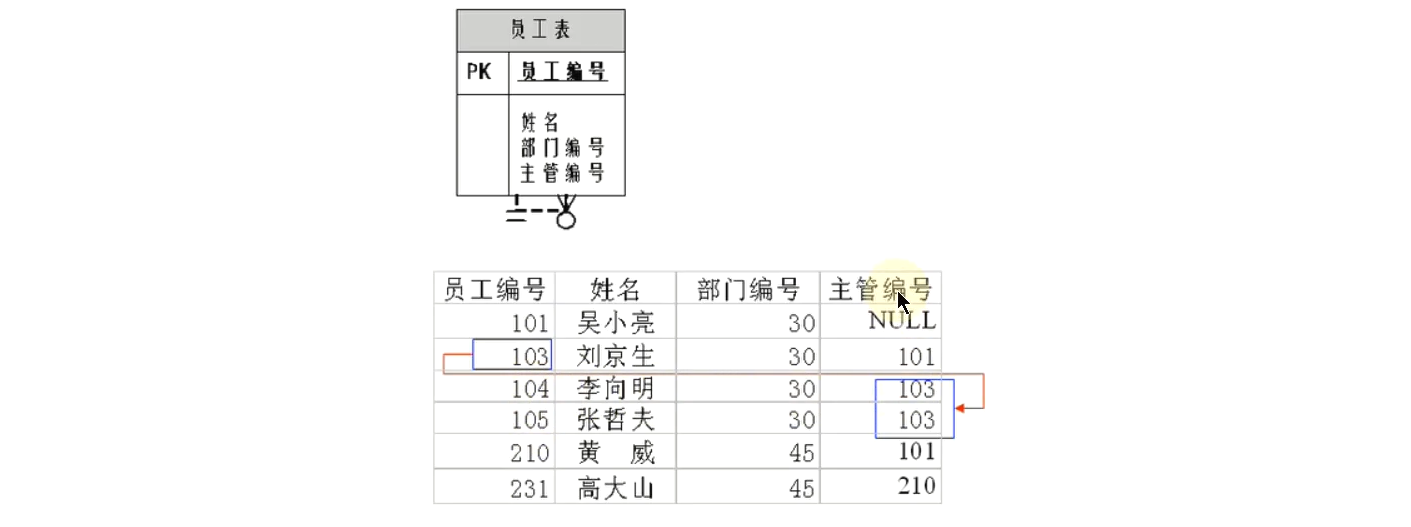 员工表
PK 员工编号
姓名
部门编号
主管编号
员工编号 姓名 部门编号 主管编号
101 吴小亮 30 NULL
103 刘京生 30 101
104 李向明 30 103
105 张哲夫 30 103
210 黄 威 45 101
231 高大山 45 210